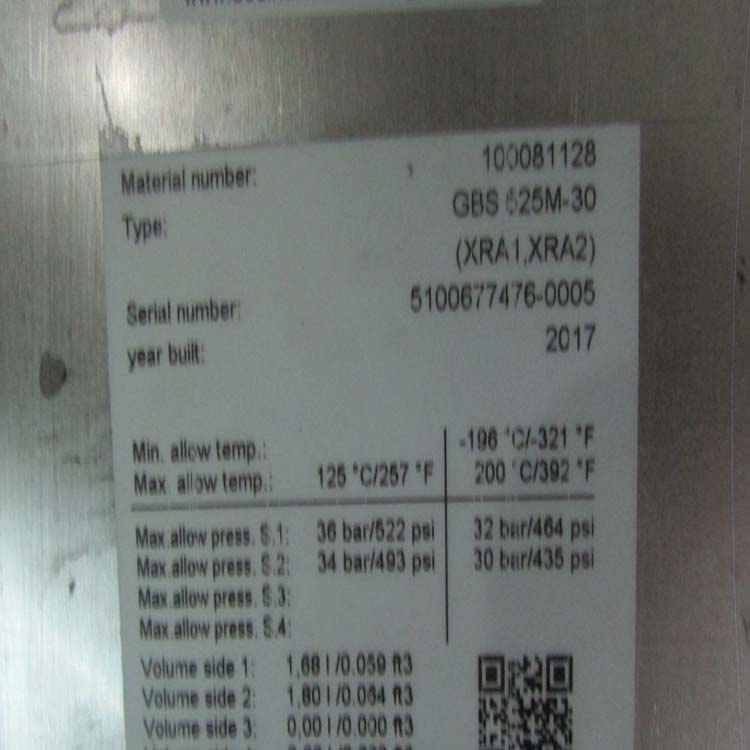 Material number: 100081128
Type: GBS 525M-30
(XRA1,XRA2)
Serial number: 5100677476-0005
year built: 2017
Min. allow temp.: -196 °C/-321 °F
Max. allow temp.: 125 °C/257 °F 200 °C/392 °F
Max.allow press. S.1: 36 bar/522 psi 32 bar/464 psi
Max.allow press. S.2: 34 bar/493 psi 30 bar/435 psi
Max.allow press. S.3:
Max.allow press. S.4:
Volume side 1: 1,68 l/0.059 ft3
Volume side 2: 1,80 l/0.064 ft3
Volume side 3: 0,00 l/0.000 ft3